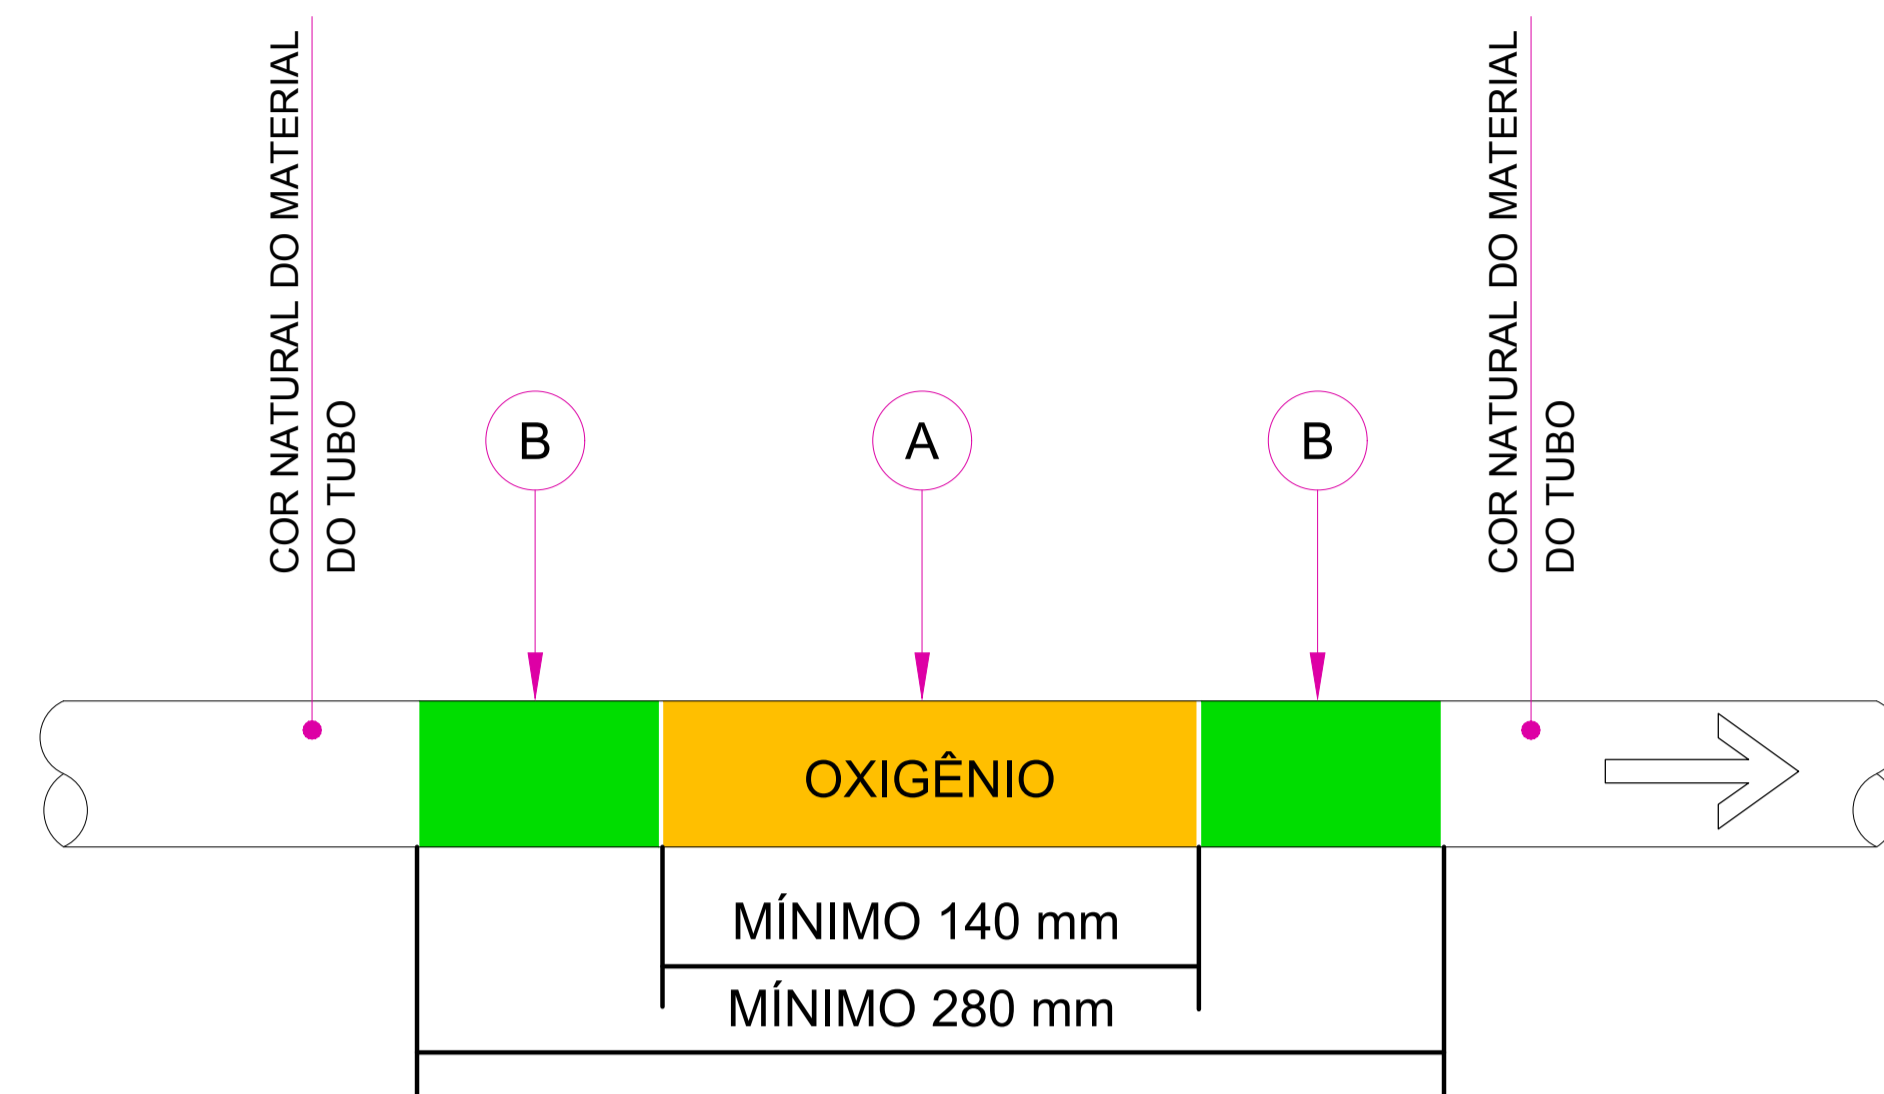 COR NATURAL DO MATERIAL
DO TUBO
B
A
B
COR NATURAL DO MATERIAL
DO TUBO
OXIGÊNIO
MÍNIMO 140 mm
MÍNIMO 280 mm